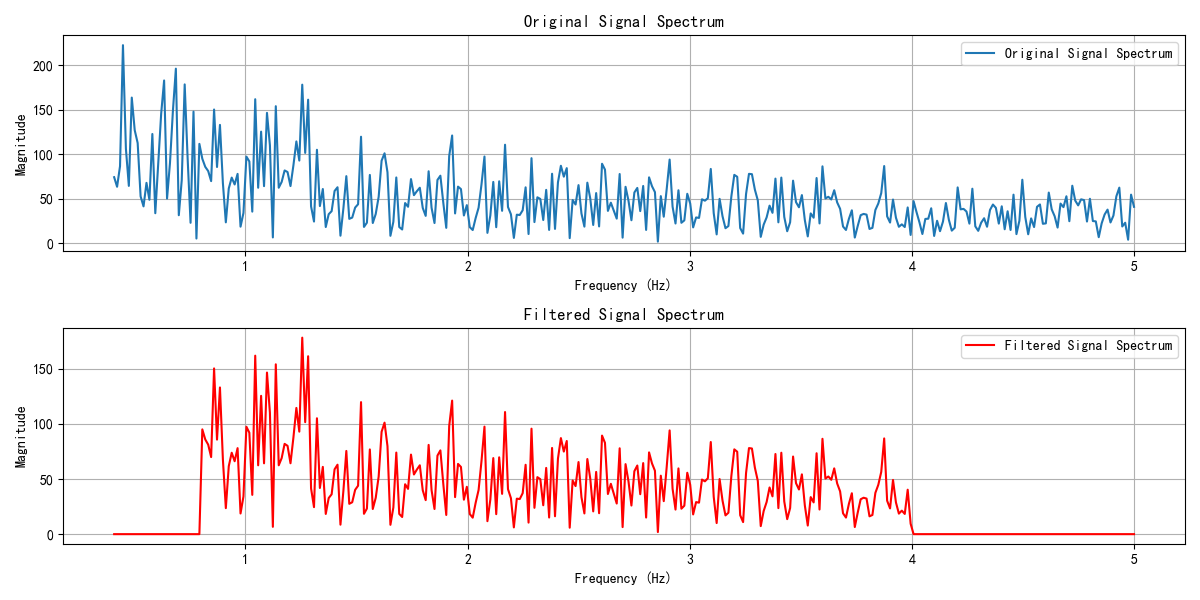 Original Signal Spectrum
Original Signal Spectrum
Magnitude
200
150
100
50
0
1 2 3 4 5
Frequency (Hz)
Filtered Signal Spectrum
Filtered Signal Spectrum
Magnitude
150
100
50
0
1 2 3 4 5
Frequency (Hz)